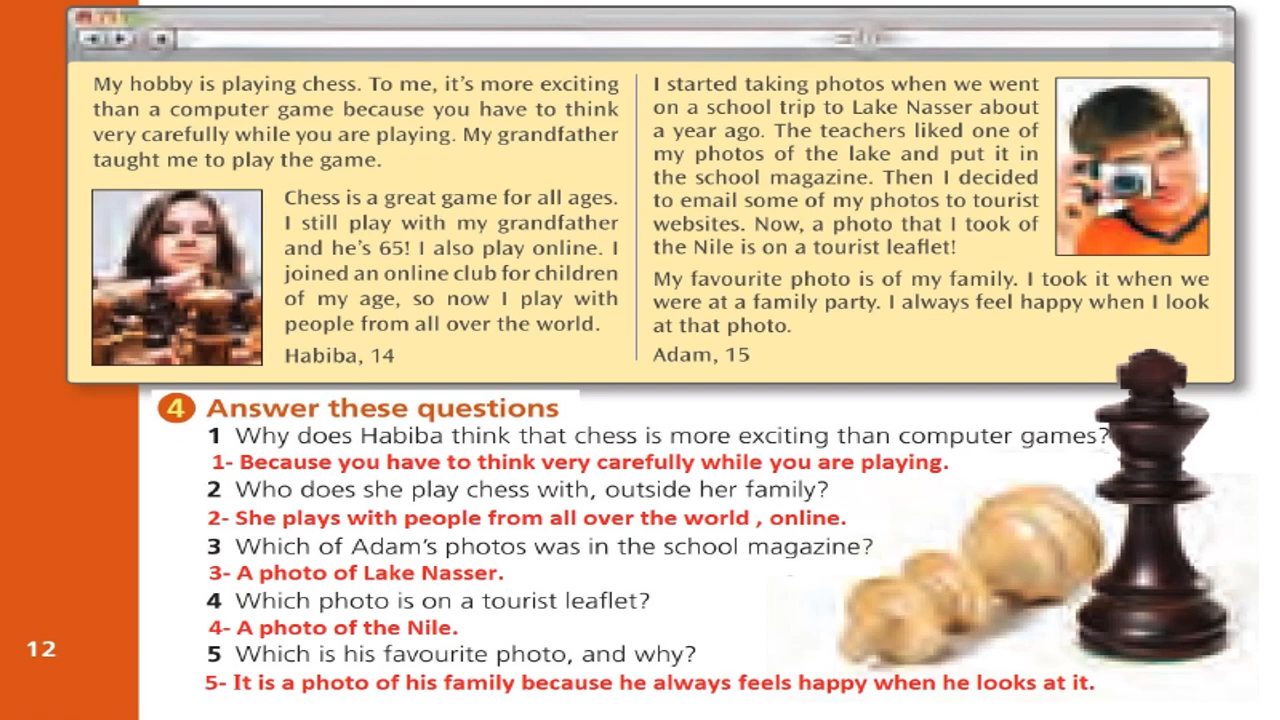 My hobby is playing chess. To me, it's more exciting
than a computer game because you have to think
very carefully while you are playing. My grandfather
taught me to play the game.
Chess is a great game for all ages.
I still play with my grandfather
and he's 65! I also play online. I
joined an online club for children
of my age, so now I play with
people from all over the world.
Habiba, 14
I started taking photos when we went
on a school trip to Lake Nasser about
a year ago. The teachers liked one of
my photos of the lake and put it in
the school magazine. Then I decided
to email some of my photos to tourist
websites. Now, a photo that I took of
the Nile is on a tourist leaflet!
My favourite photo is of my family. I took it when we
were at a family party. I always feel happy when I look
at that photo.
Adam, 15
4 Answer these questions
1 Why does Habiba think that chess is more exciting than computer games?
1- Because you have to think very carefully while you are playing.
2 Who does she play chess with, outside her family?
2- She plays with people from all over the world , online.
3 Which of Adam's photos was in the school magazine?
3- A photo of Lake Nasser.
4 Which photo is on a tourist leaflet?
4- A photo of the Nile.
5 Which is his favourite photo, and why?
5- It is a photo of his family because he always feels happy when he looks at it.
12